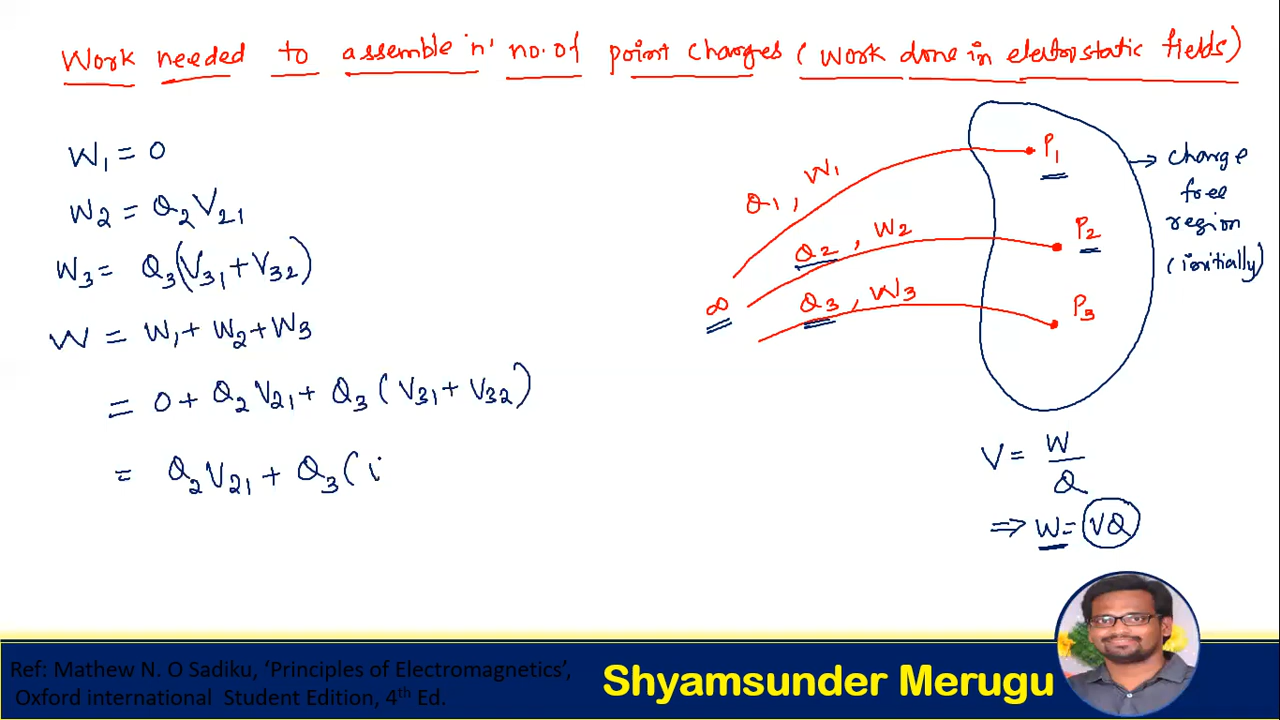 Work needed to assemble 'n' no. of point charges (work done in electrostatic fields)
W₁ = 0
W₂ = Q₂V₂₁
W₃ = Q₃(V₃₁+V₃₂)
W = W₁+W₂+W₃
= 0+Q₂V₂₁+Q₃(V₃₁+V₃₂)
= Q₂V₂₁+Q₃(
Q₁, W₁
Q₂, W₂
Q₃, W₃
∞
P₁
P₂
P₃
→ charge
free
region
(initially)
V = W/Q
⇒ W = VQ
Ref: Mathew N. O Sadiku, 'Principles of Electromagnetics',
Oxford international Student Edition, 4th Ed.
Shyamsunder Merugu